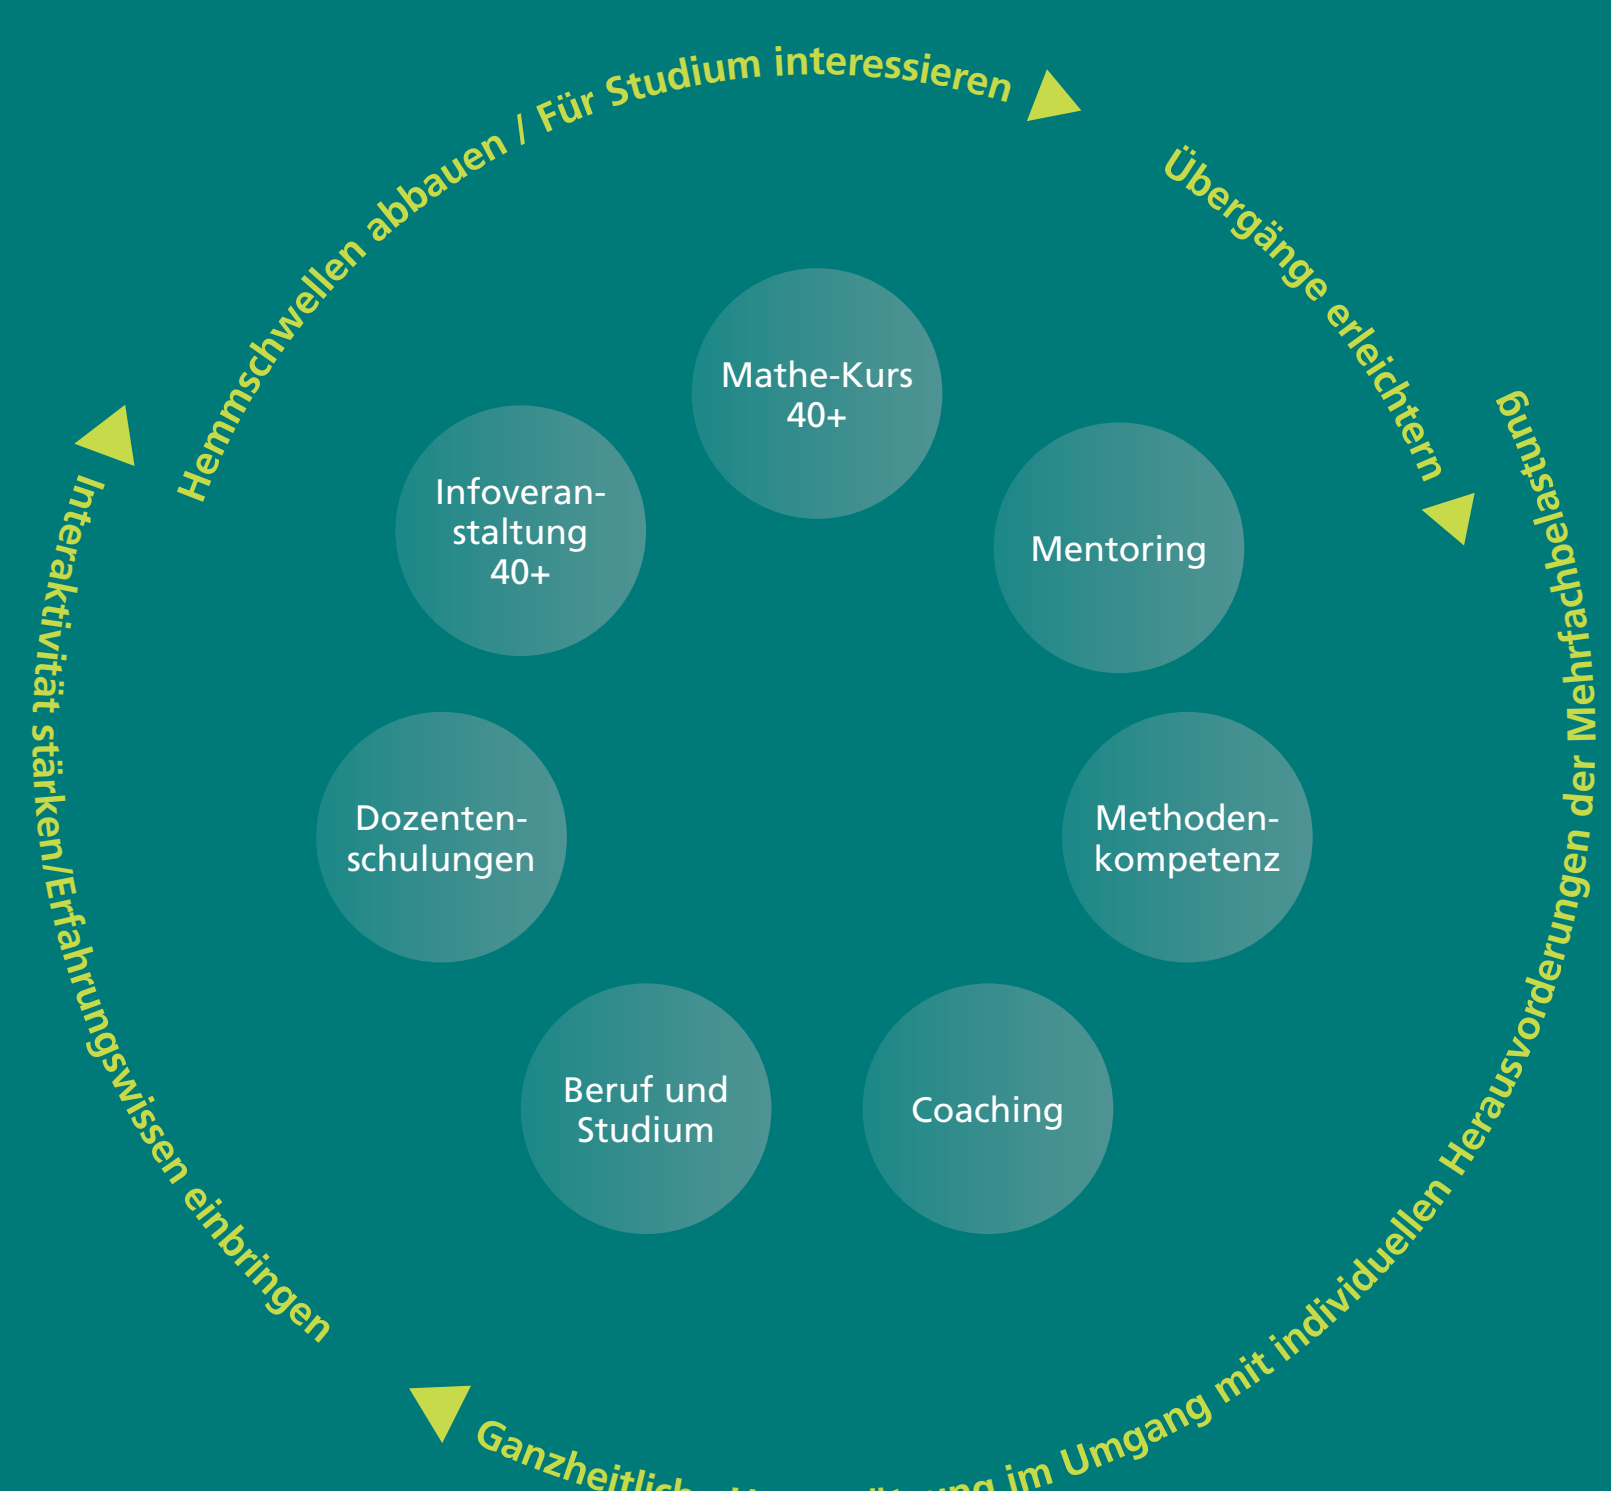 Hemmschwellen abbauen / Für Studium interessieren
Übergänge erleichtern
Ganzheitliche im Umgang mit individuellen Herausvorderungen der Mehrfachbelastung
Interaktivität stärken/Erfahrungswissen einbringen
Mathe-Kurs
40+
Infoveran-
staltung
40+
Mentoring
Dozenten-
schulungen
Methoden-
kompetenz
Beruf und
Studium
Coaching